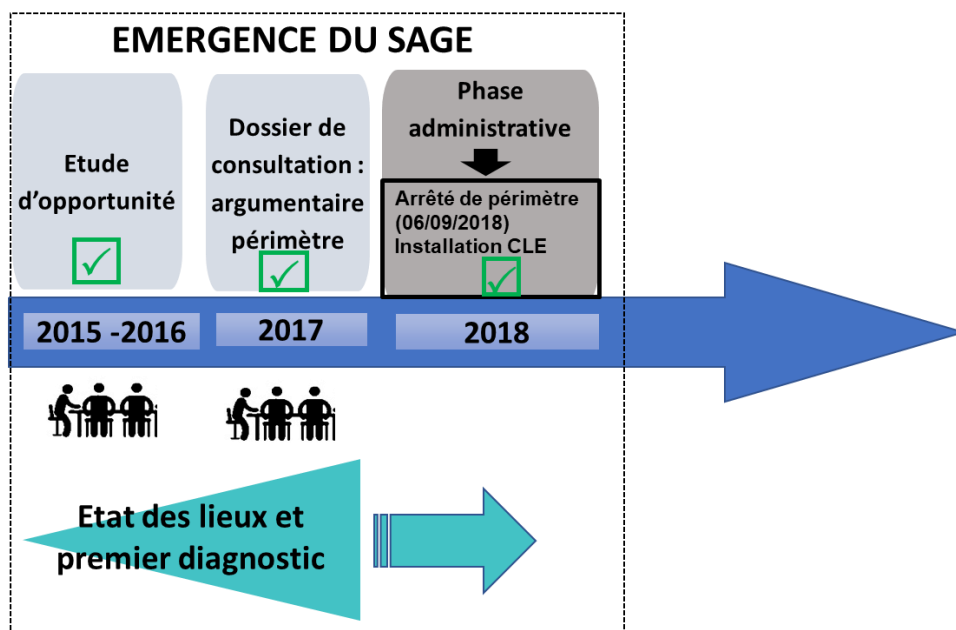 EMERGENCE DU SAGE
Etude
d'opportunité
Dossier de
consultation :
argumentaire
périmètre
Phase
administrative
Arrêté de périmètre
(06/09/2018)
Installation CLE
2015 -2016
2017
2018
Etat des lieux et
premier diagnostic